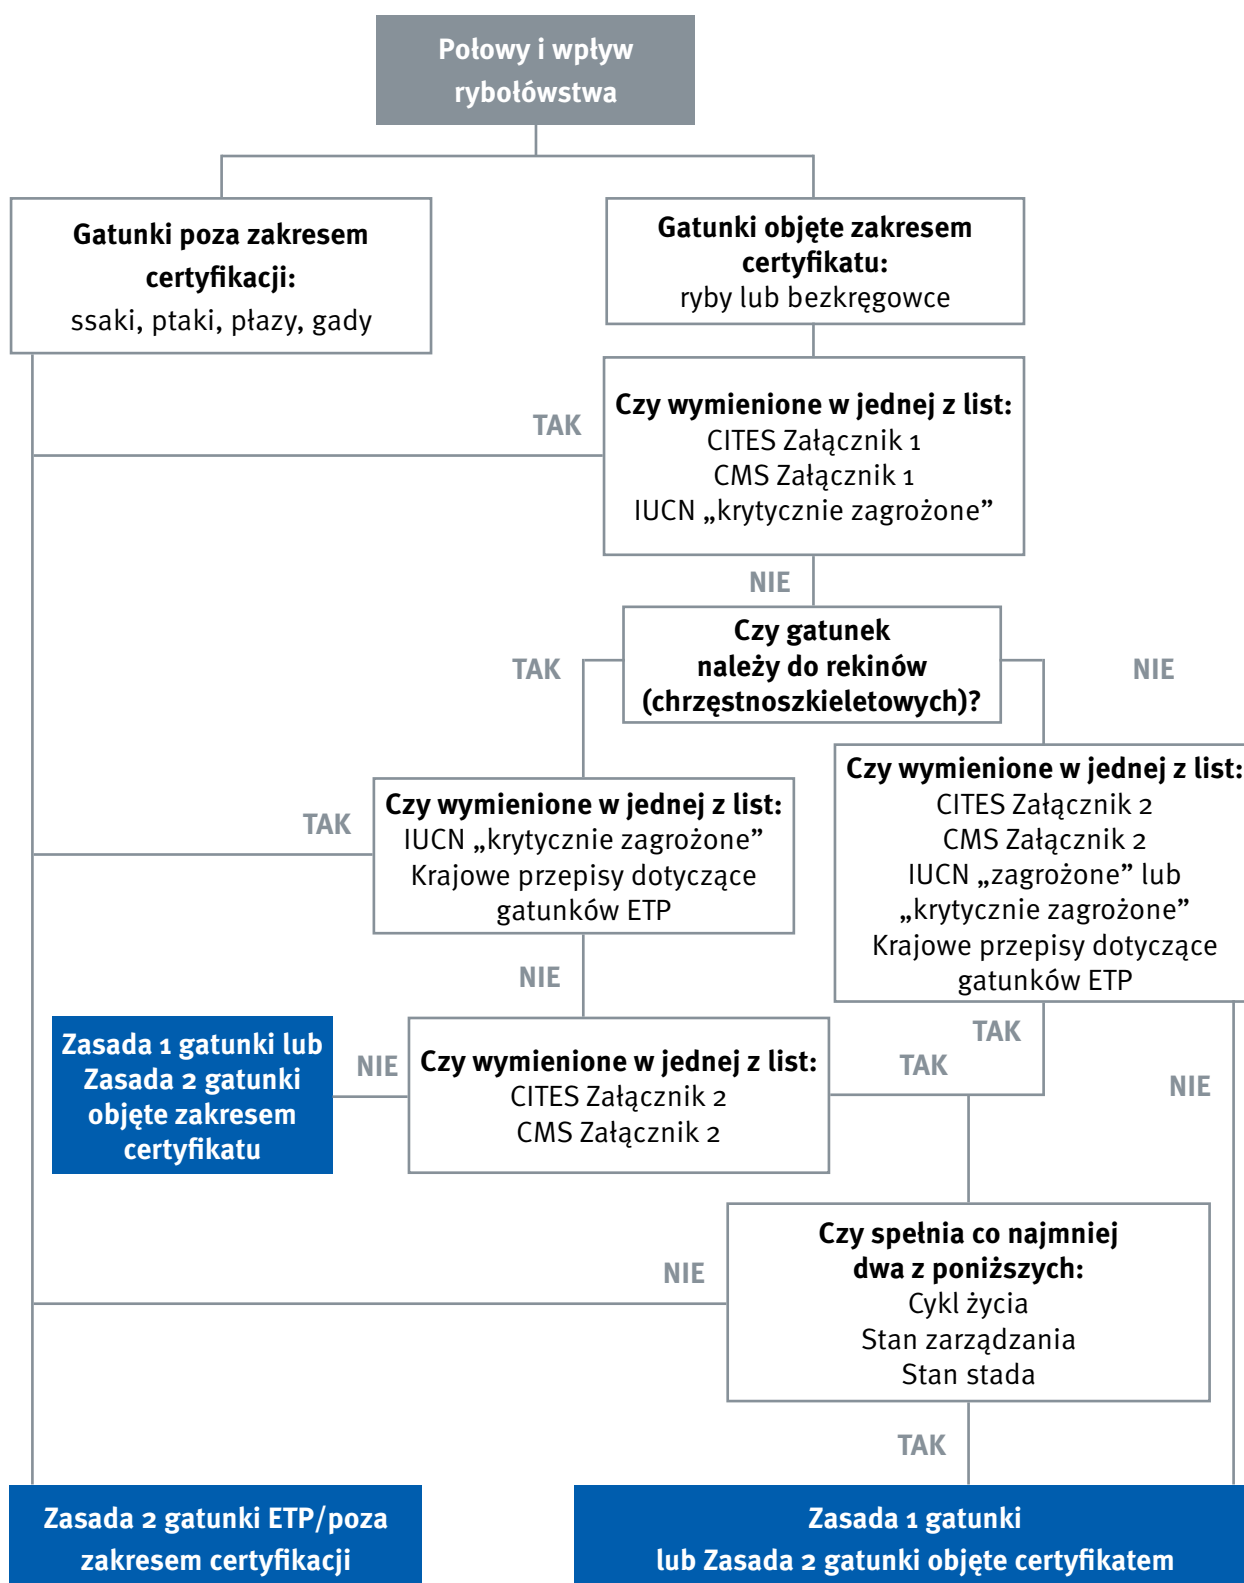 Połowy i wpływ
rybołówstwa
Gatunki poza zakresem
certyfikacji:
ssaki, ptaki, płazy, gady
Gatunki objęte zakresem
certyfikatu:
ryby lub bezkręgowce
TAK
Czy wymienione w jednej z list:
CITES Załącznik 1
CMS Załącznik 1
IUCN „krytycznie zagrożone”
NIE
TAK
Czy gatunek
należy do rekinów
(chrzęstnoszkieletowych)?
NIE
TAK
Czy wymienione w jednej z list:
IUCN „krytycznie zagrożone”
Krajowe przepisy dotyczące
gatunków ETP
Czy wymienione w jednej z list:
CITES Załącznik 2
CMS Załącznik 2
IUCN „zagrożone” lub
„krytycznie zagrożone”
Krajowe przepisy dotyczące
gatunków ETP
NIE
TAK
Zasada 1 gatunki lub
Zasada 2 gatunki
objęte zakresem
certyfikatu
NIE
Czy wymienione w jednej z list:
CITES Załącznik 2
CMS Załącznik 2
TAK
NIE
NIE
Czy spełnia co najmniej
dwa z poniższych:
Cykl życia
Stan zarządzania
Stan stada
TAK
Zasada 2 gatunki ETP/poza
zakresem certyfikacji
Zasada 1 gatunki
lub Zasada 2 gatunki objęte certyfikatem